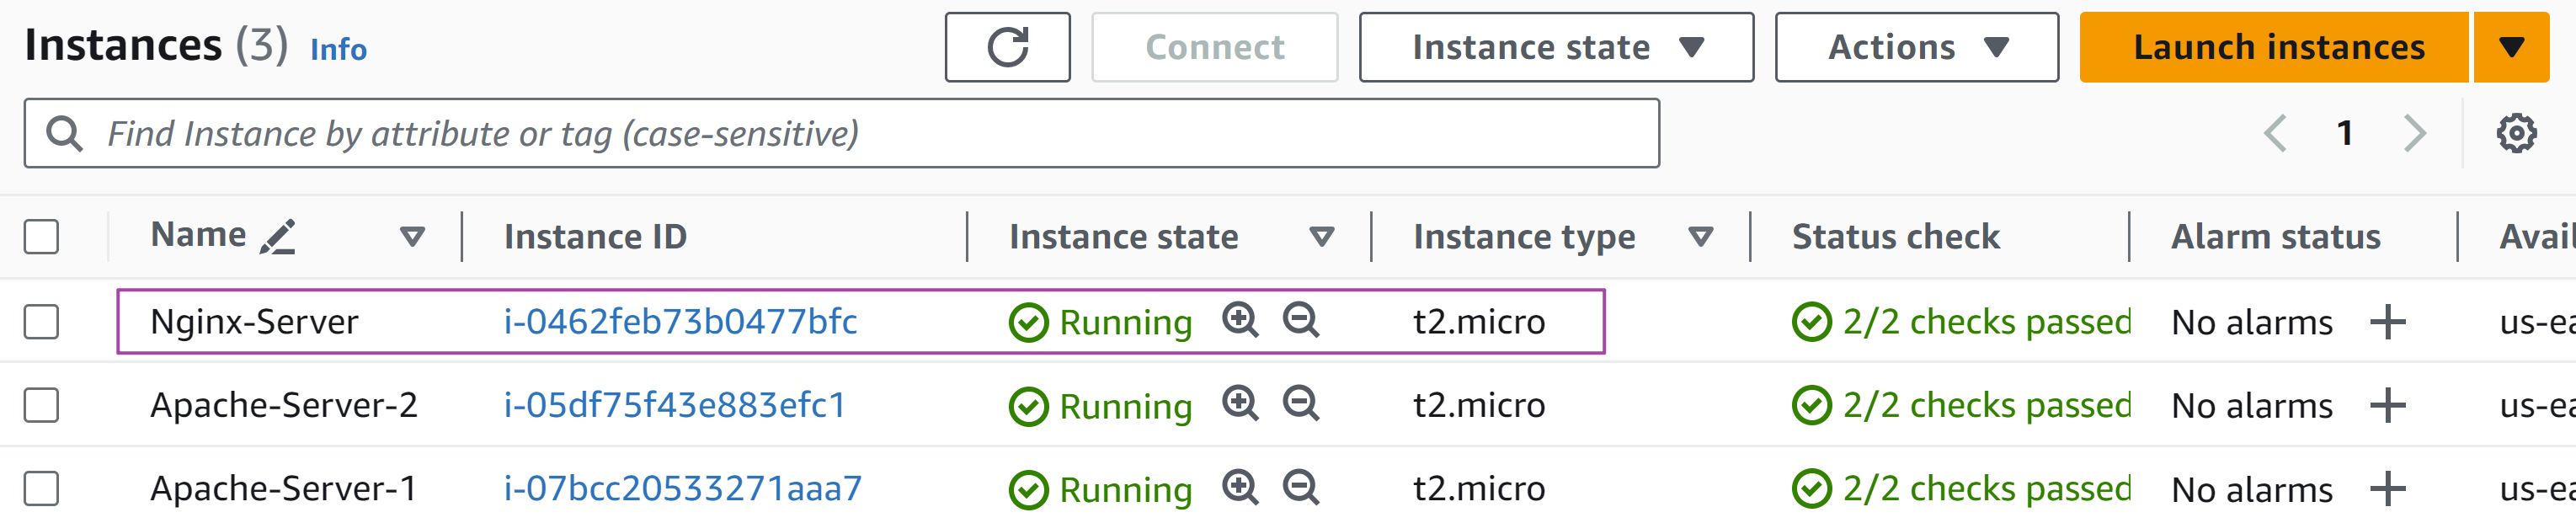 Instances (3) Info Connect Instance state Actions Launch instances
Find Instance by attribute or tag (case-sensitive) 1
Name Instance ID Instance state Instance type Status check Alarm status Avail
Nginx-Server i-0462feb73b0477bfc Running t2.micro 2/2 checks passed No alarms us-ea
Apache-Server-2 i-05df75f43e883efc1 Running t2.micro 2/2 checks passed No alarms us-ea
Apache-Server-1 i-07bcc20533271aaa7 Running t2.micro 2/2 checks passed No alarms us-ea